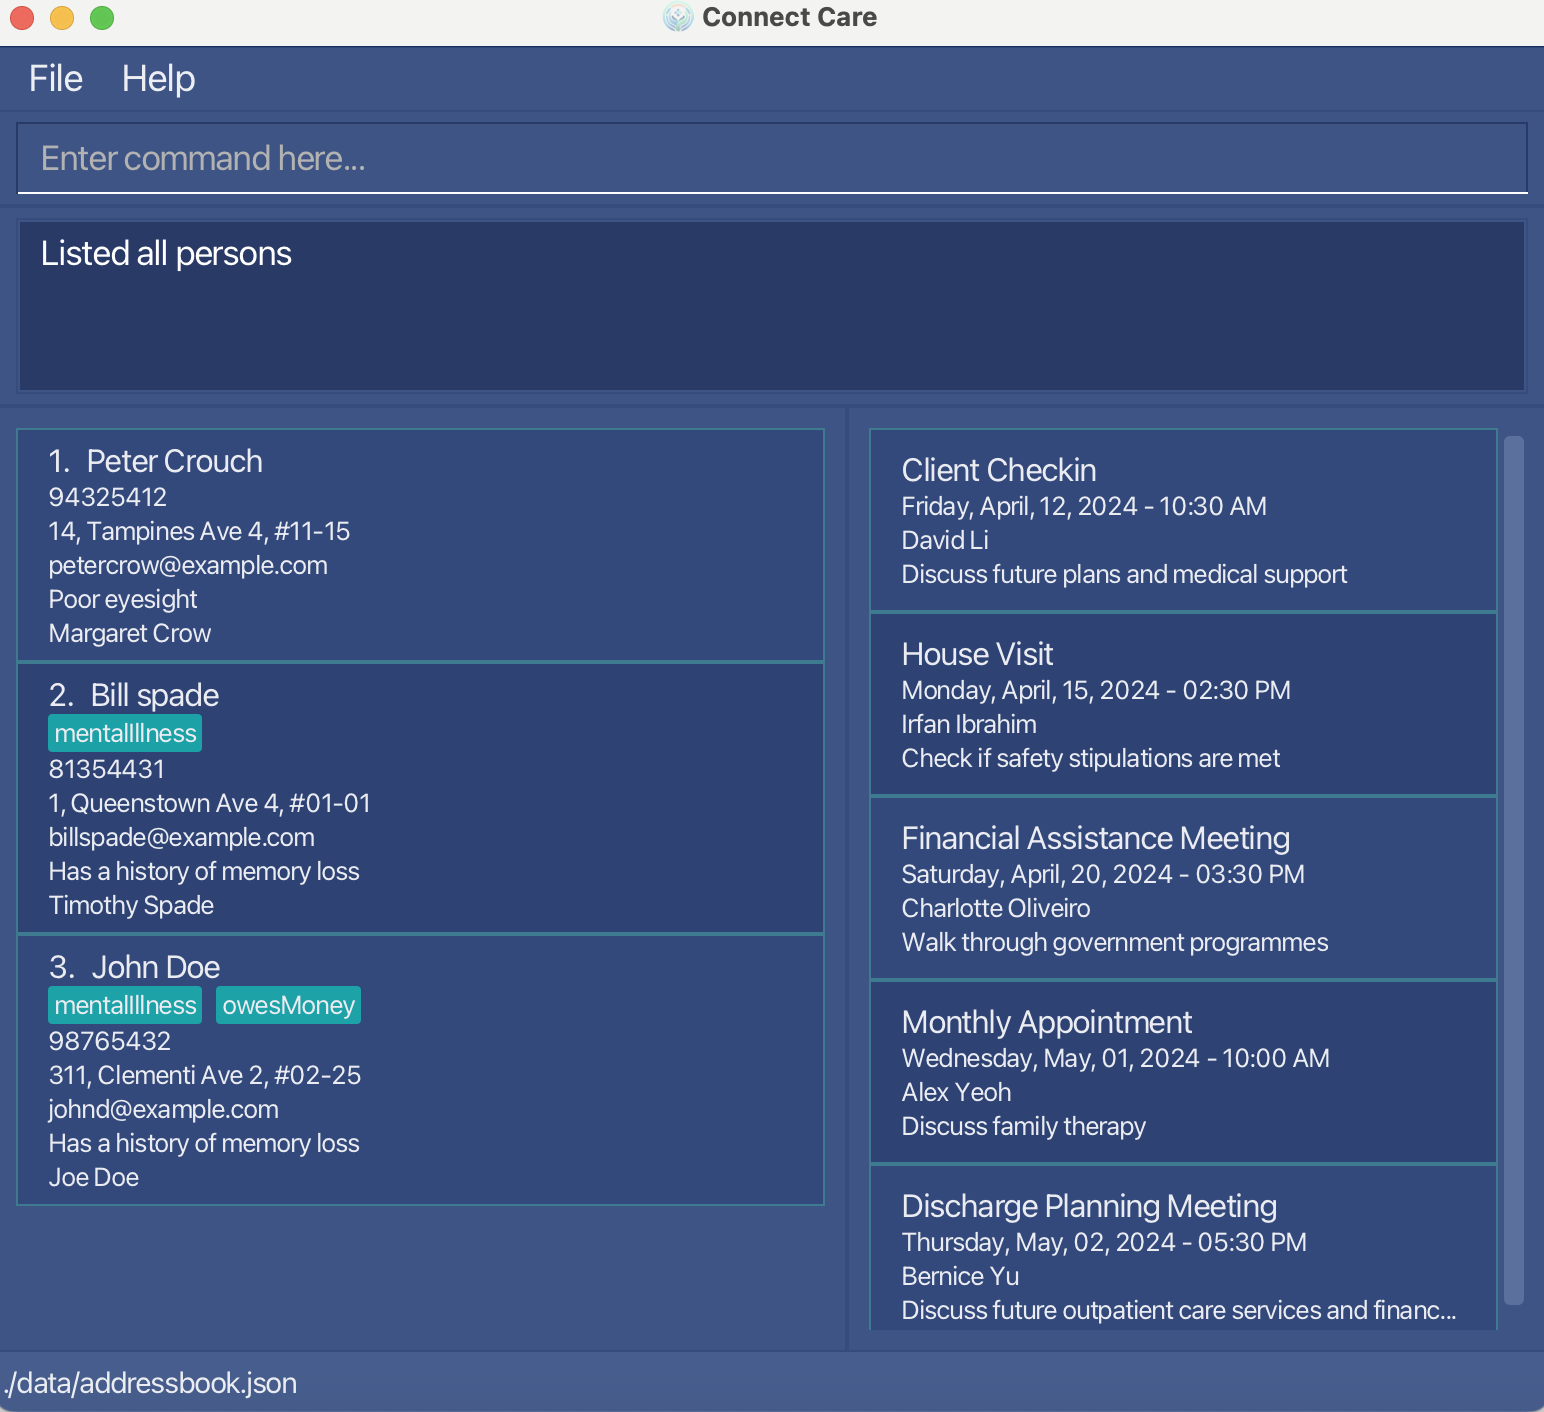 Connect Care
File Help
Enter command here...
Listed all persons
1. Peter Crouch
94325412
14, Tampines Ave 4, #11-15
petercrow@example.com
Poor eyesight
Margaret Crow
2. Bill spade
mentalIllness
81354431
1, Queenstown Ave 4, #01-01
billspade@example.com
Has a history of memory loss
Timothy Spade
3. John Doe
mentalIllness owesMoney
98765432
311, Clementi Ave 2, #02-25
johnd@example.com
Has a history of memory loss
Joe Doe
Client Checkin
Friday, April, 12, 2024 - 10:30 AM
David Li
Discuss future plans and medical support
House Visit
Monday, April, 15, 2024 - 02:30 PM
Irfan Ibrahim
Check if safety stipulations are met
Financial Assistance Meeting
Saturday, April, 20, 2024 - 03:30 PM
Charlotte Oliveiro
Walk through government programmes
Monthly Appointment
Wednesday, May, 01, 2024 - 10:00 AM
Alex Yeoh
Discuss family therapy
Discharge Planning Meeting
Thursday, May, 02, 2024 - 05:30 PM
Bernice Yu
Discuss future outpatient care services and financ...
./data/addressbook.json